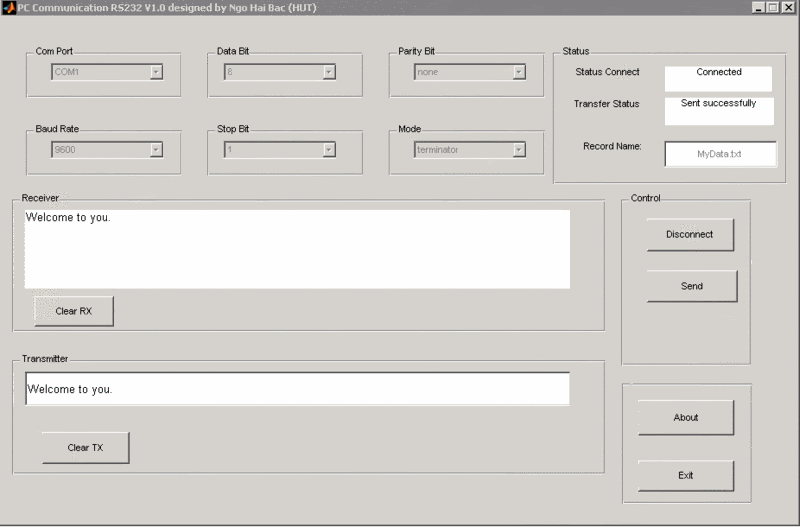 PC Communication RS232 V1.0 designed by Ngo Hai Bac (HUT)
Com Port
COM1
Data Bit
8
Parity Bit
none
Status
Status Connect
Connected
Transfer Status
Sent successfully
Record Name:
MyData.txt
Baud Rate
9600
Stop Bit
1
Mode
terminator
Receiver
Welcome to you.
Clear RX
Control
Disconnect
Send
Transmitter
Welcome to you.
Clear TX
About
Exit